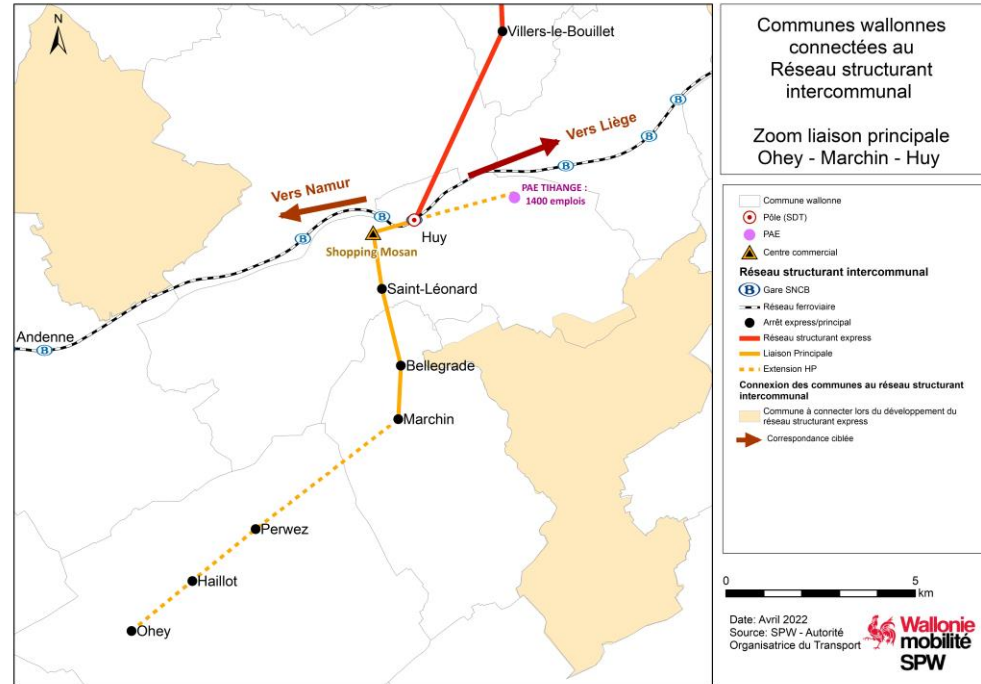 N
Villers-le-Bouillet
Vers Liège
B
B
B
Vers Namur
PAE TIHANGE :
1400 emplois
B
B
Huy
Shopping Mosan
Saint-Léonard
Andenne
B
Bellegrade
Marchin
Perwez
Haillot
Ohey
Communes wallonnes
connectées au
Réseau structurant
intercommunal
Zoom liaison principale
Ohey - Marchin - Huy
Commune wallonne
Pôle (SDT)
PAE
Centre commercial
Réseau structurant intercommunal
B Gare SNCB
Réseau ferroviaire
Arrêt express/principal
Réseau structurant express
Liaison Principale
Extension HP
Connexion des communes au réseau structurant
intercommunal
Commune à connecter lors du développement du
réseau structurant express
Correspondance ciblée
0 5
km
Date: Avril 2022
Source: SPW - Autorité
Organisatrice du Transport
Wallonie
mobilité
SPW